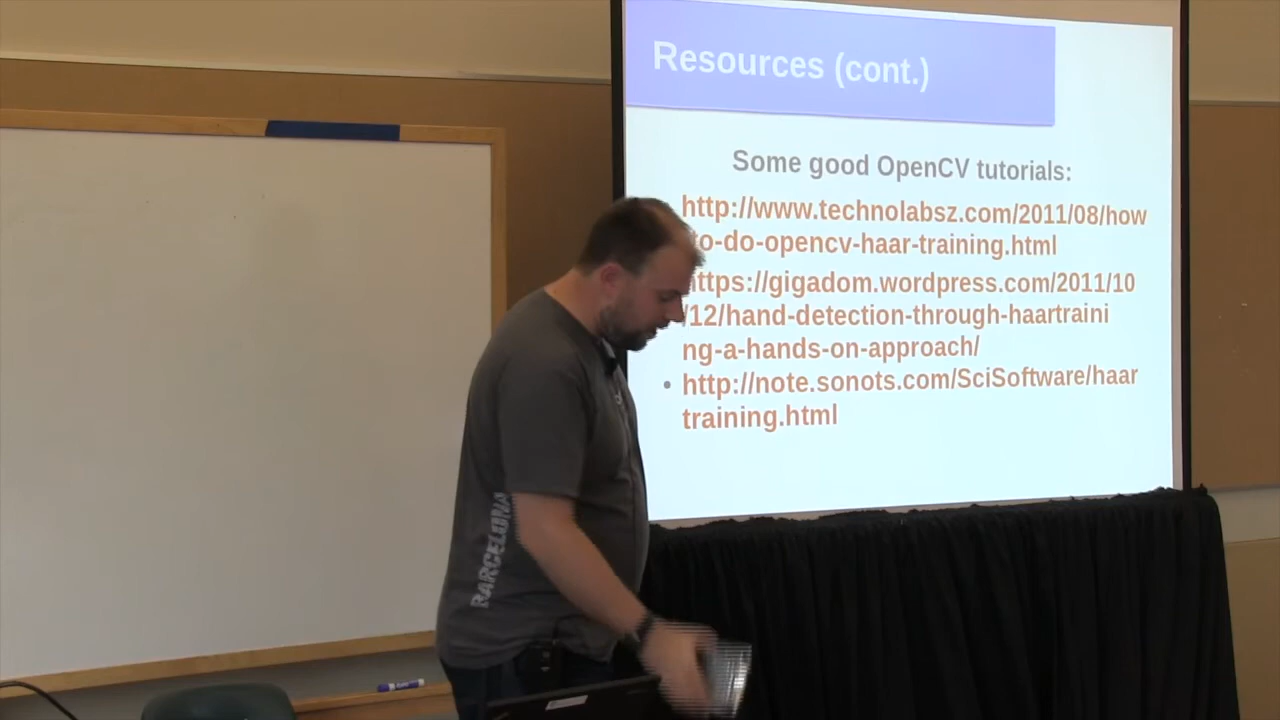 Resources (cont.)
Some good OpenCV tutorials:
http://www.technolabsz.com/2011/08/how
to-do-opencv-haar-training.html
https://gigadom.wordpress.com/2011/10
/12/hand-detection-through-haartraini
ng-a-hands-on-approach/
• http://note.sonots.com/SciSoftware/haar
training.html
BARCELONA